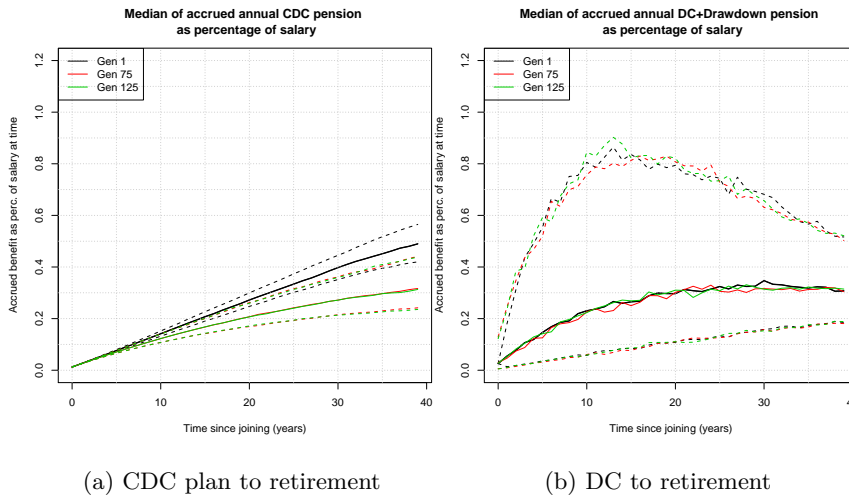 Median of accrued annual CDC pension
as percentage of salary
Accrued benefit as perc. of salary at time
1.2
1.0
0.8
0.6
0.4
0.2
0.0
Gen 1
Gen 75
Gen 125
0 10 20 30 40
Time since joining (years)
(a) CDC plan to retirement
Median of accrued annual DC+Drawdown pension
as percentage of salary
Accrued benefit as perc. of salary at time
1.2
1.0
0.8
0.6
0.4
0.2
0.0
Gen 1
Gen 75
Gen 125
0 10 20 30 40
Time since joining (years)
(b) DC to retirement